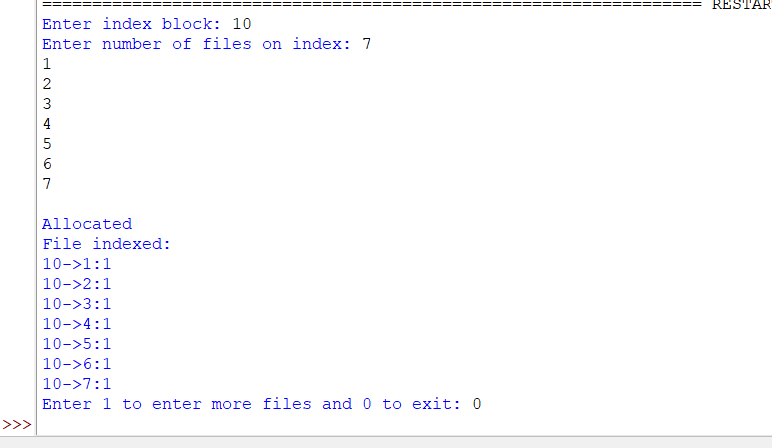 ======================================================================= RESTAR
Enter index block: 10
Enter number of files on index: 7
1
2
3
4
5
6
7
Allocated
File indexed:
10->1:1
10->2:1
10->3:1
10->4:1
10->5:1
10->6:1
10->7:1
Enter 1 to enter more files and 0 to exit: 0
>>>